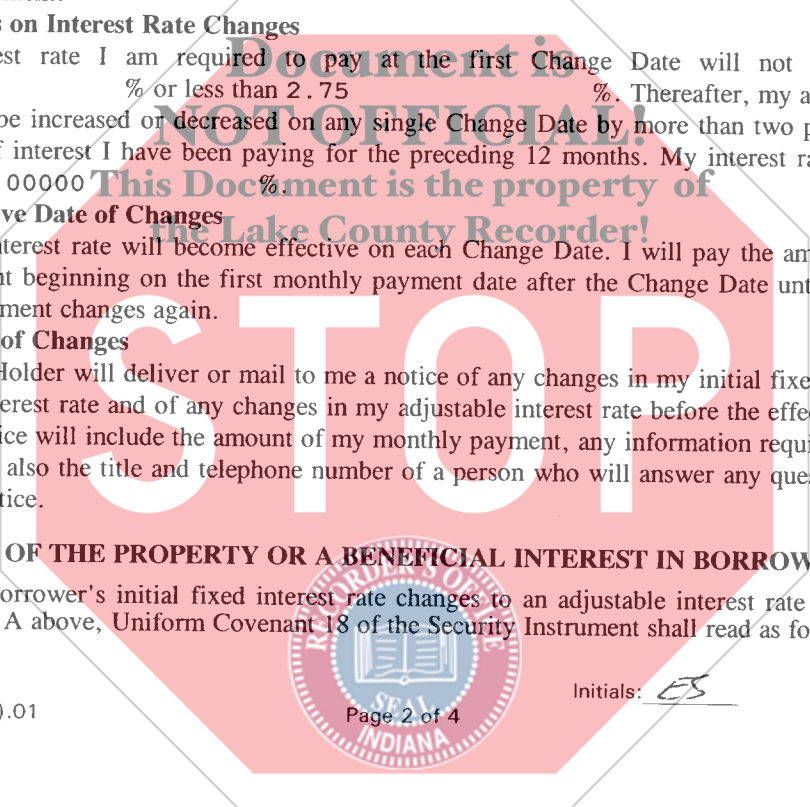 s on Interest Rate Changes
est rate I am required to pay at the first Change Date will not
% or less than 2.75 %. Thereafter, my a
be increased or decreased on any single Change Date by more than two p
f interest I have been paying for the preceding 12 months. My interest ra
00000 %.
ve Date of Changes
nterest rate will become effective on each Change Date. I will pay the am
nt beginning on the first monthly payment date after the Change Date unt
ment changes again.
of Changes
Holder will deliver or mail to me a notice of any changes in my initial fixe
erest rate and of any changes in my adjustable interest rate before the effe
ice will include the amount of my monthly payment, any information requi
also the title and telephone number of a person who will answer any ques
tice.
OF THE PROPERTY OR A BENEFICIAL INTEREST IN BORROW
orrower's initial fixed interest rate changes to an adjustable interest rate
A above, Uniform Covenant 18 of the Security Instrument shall read as fo
Initials: ES
).01
Page 2 of 4
Document is
NOT OFFICIAL!
This Document is the property of
the Lake County Recorder!
STOP
RECORDER'S OFFICE
SEAL
INDIANA